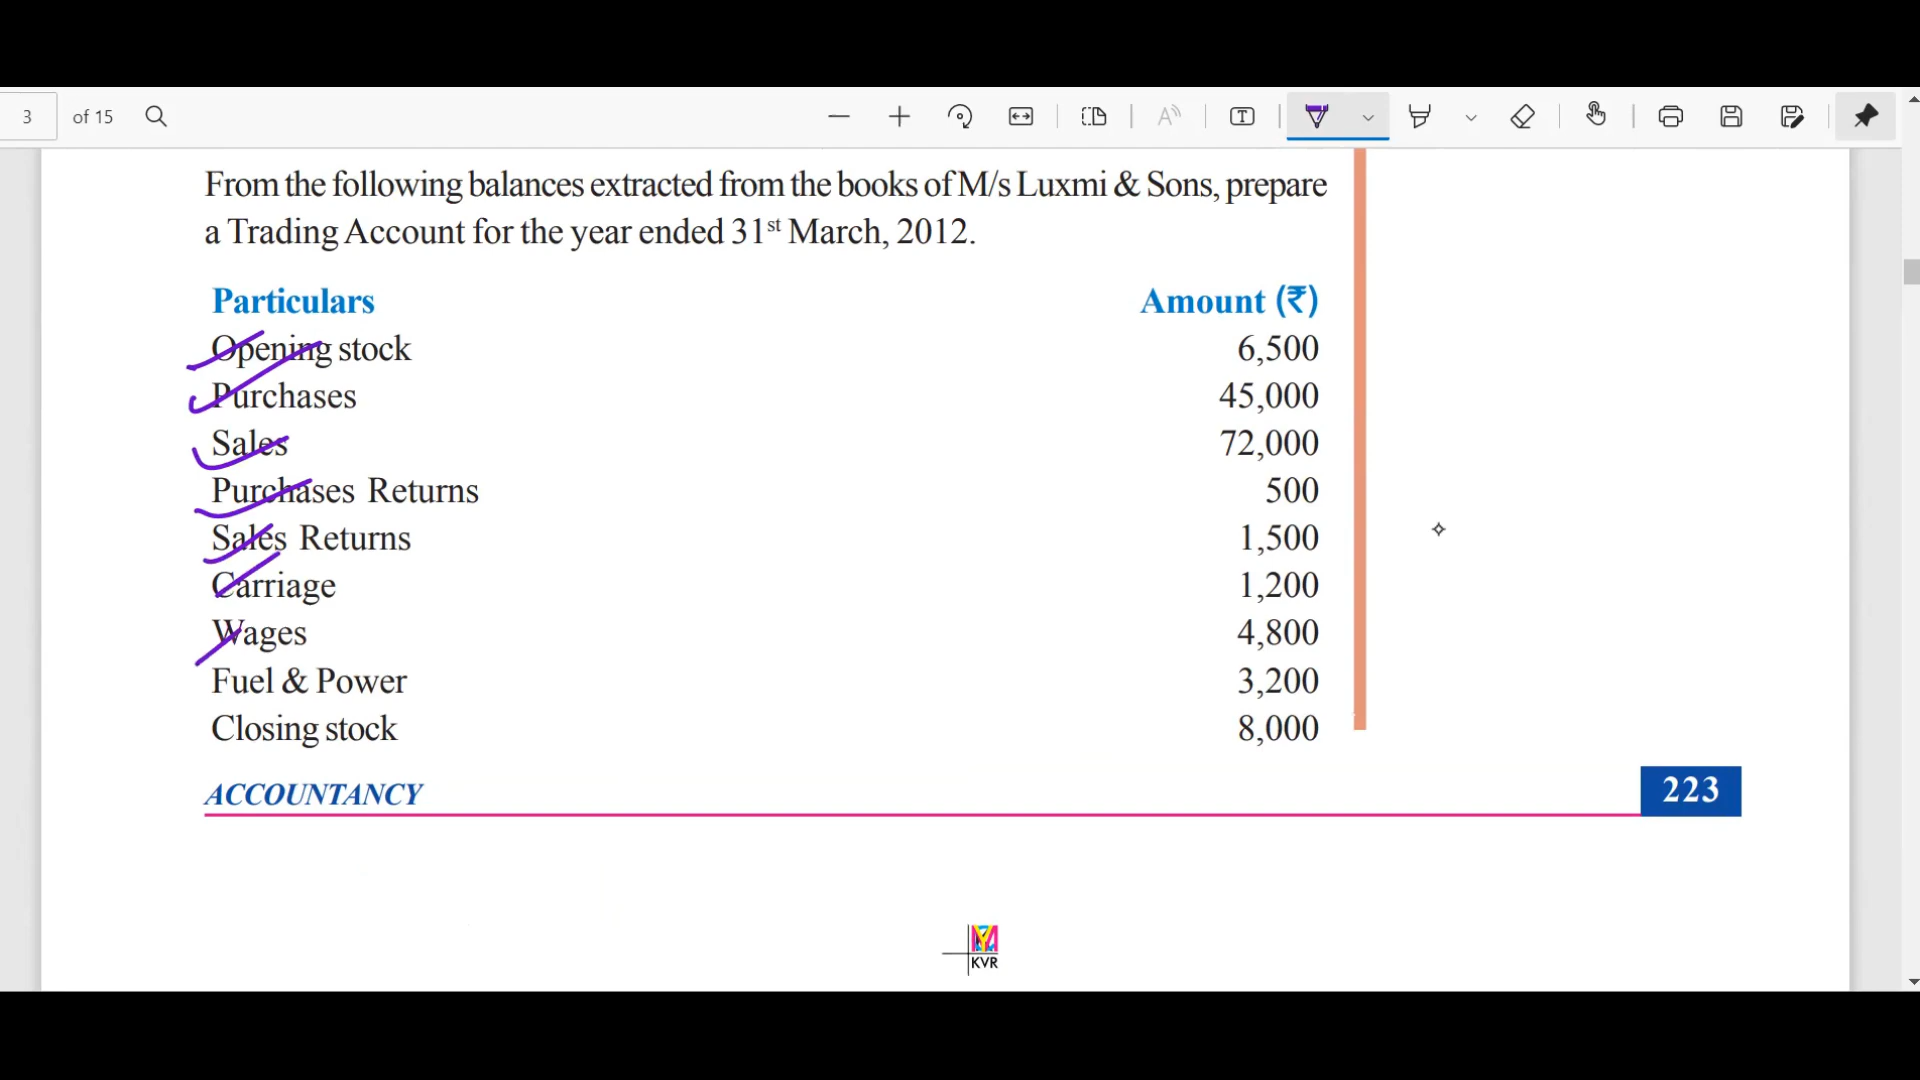 3 of 15
From the following balances extracted from the books of M/s Luxmi & Sons, prepare
a Trading Account for the year ended 31st March, 2012.
Particulars Amount (₹)
Opening stock 6,500
Purchases 45,000
Sales 72,000
Purchases Returns 500
Sales Returns 1,500
Carriage 1,200
Wages 4,800
Fuel & Power 3,200
Closing stock 8,000
ACCOUNTANCY 223
KVR